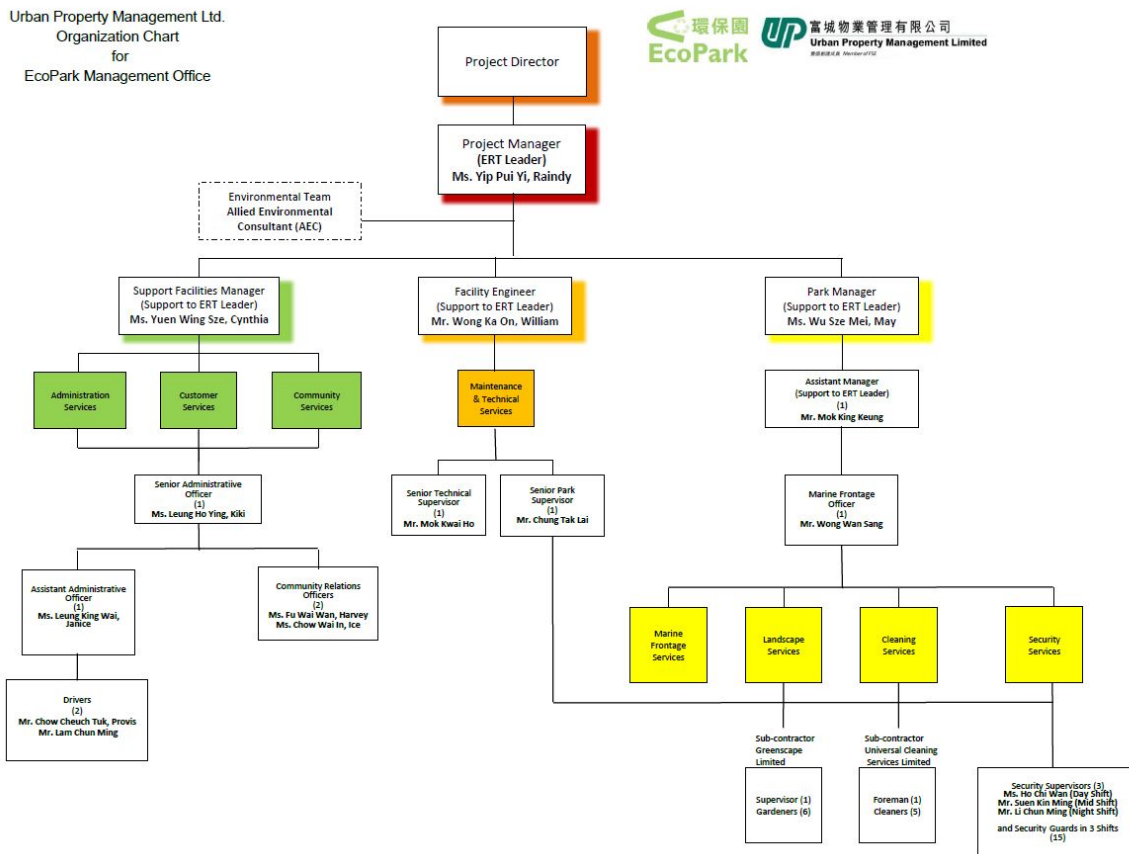 Urban Property Management Ltd.
Organization Chart
for
EcoPark Management Office
環保園
EcoPark
UP
富城物業管理有限公司
Urban Property Management Limited
Member of FSE
Project Director
Project Manager
(ERT Leader)
Ms. Yip Pui Yi, Raindy
Environmental Team
Allied Environmental
Consultant (AEC)
Support Facilities Manager
(Support to ERT Leader)
Ms. Yuen Wing Sze, Cynthia
Facility Engineer
(Support to ERT Leader)
Mr. Wong Ka On, William
Park Manager
(Support to ERT Leader)
Ms. Wu Sze Mei, May
Administration
Services
Customer
Services
Community
Services
Maintenance
& Technical
Services
Assistant Manager
(Support to ERT Leader)
(1)
Mr. Mok King Keung
Senior Administratiive
Officer
(1)
Ms. Leung Ho Ying, Kiki
Senior Technical
Supervisor
(1)
Mr. Mok Kwai Ho
Senior Park
Supervisor
(1)
Mr. Chung Tak Lai
Marine Frontage
Officer
(1)
Mr. Wong Wan Sang
Assistant Administrative
Officer
(1)
Ms. Leung King Wai,
Janice
Community Relations
Officers
(2)
Ms. Fu Wai Wan, Harvey
Ms. Chow Wai In, Ice
Marine
Frontage
Services
Landscape
Services
Cleaning
Services
Security
Services
Drivers
(2)
Mr. Chow Cheuch Tuk, Provis
Mr. Lam Chun Ming
Sub-contractor
Greenscape
Limited
Supervisor (1)
Gardeners (6)
Sub-contractor
Universal Cleaning
Services Limited
Foreman (1)
Cleaners (5)
Security Supervisors (3)
Ms. Ho Chi Wan (Day Shift)
Mr. Suen Kin Ming (Mid Shift)
Mr. Li Chun Ming (Night Shift)
and Security Guards in 3 Shifts
(15)